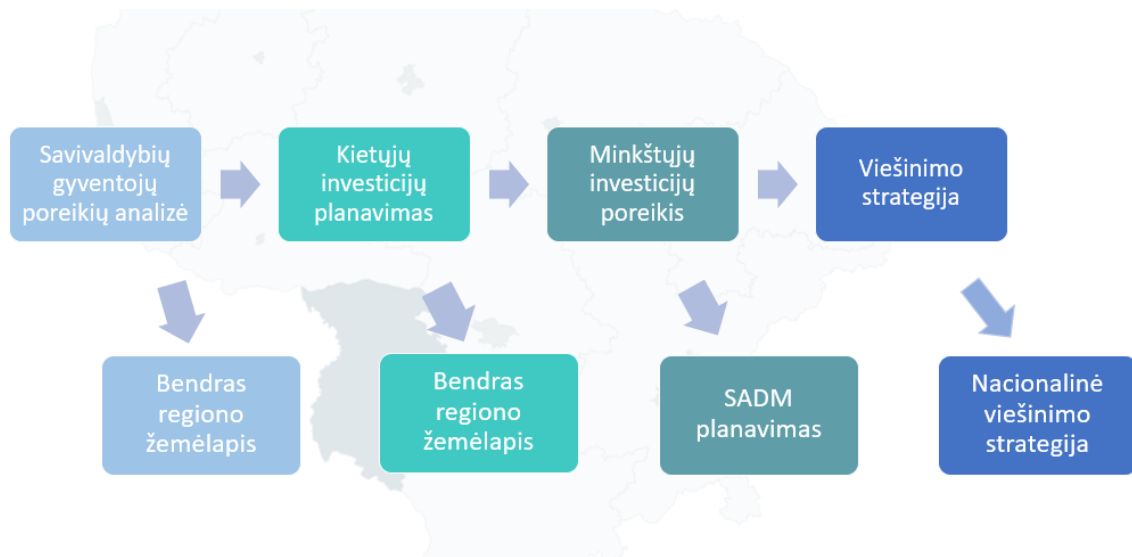 Savivaldybių
gyventojų
poreikių analizė
Kietųjų
investicijų
planavimas
Minkštųjų
investicijų
poreikis
Viešinimo
strategija
Bendras
regiono
žemėlapis
Bendras
regiono
žemėlapis
SADM
planavimas
Nacionalinė
viešinimo
strategija